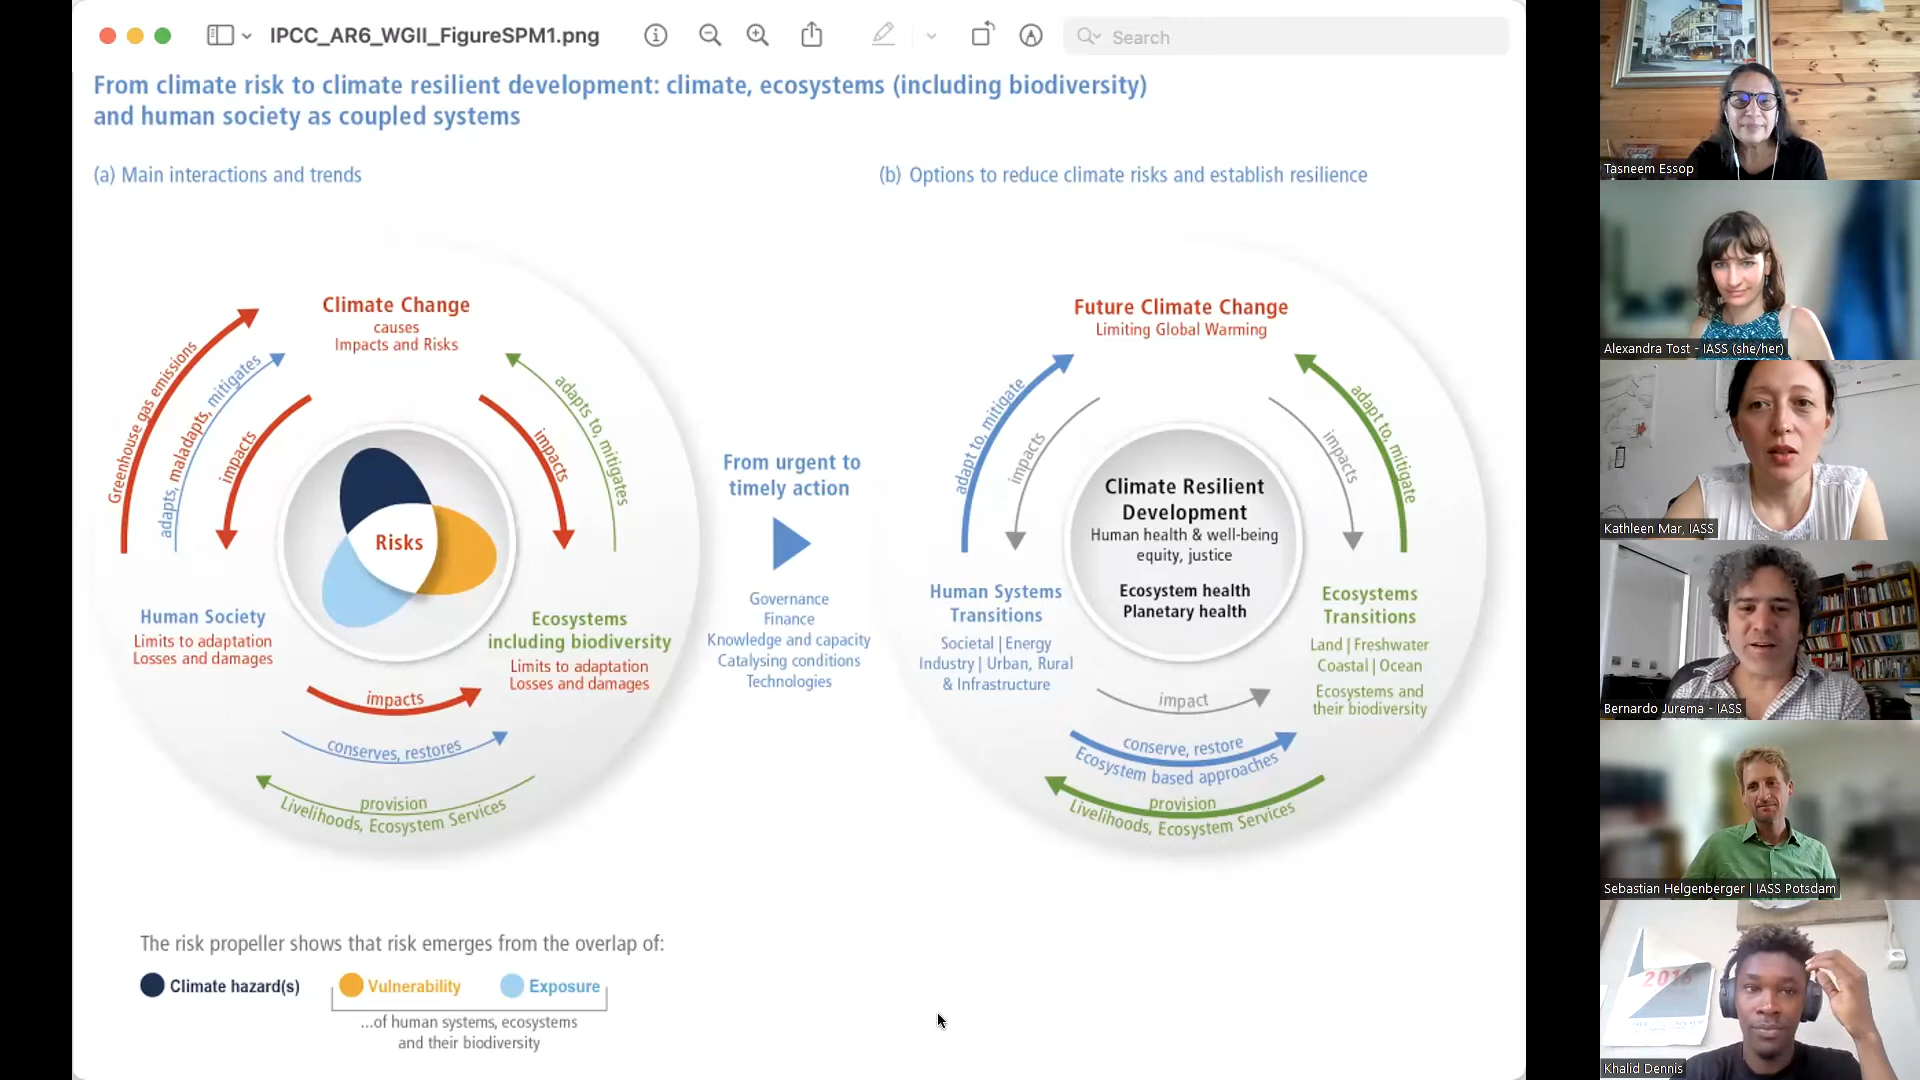 IPCC_AR6_WGII_FigureSPM1.png
Search
From climate risk to climate resilient development: climate, ecosystems (including biodiversity)
and human society as coupled systems
(a) Main interactions and trends
Climate Change
causes
Impacts and Risks
Greenhouse gas emissions
adapts, maladapts, mitigates
impacts
impacts
adapts to, mitigates
Risks
Human Society
Limits to adaptation
Losses and damages
Ecosystems
including biodiversity
Limits to adaptation
Losses and damages
impacts
conserves, restores
provision
Livelihoods, Ecosystem Services
From urgent to
timely action
Governance
Finance
Knowledge and capacity
Catalysing conditions
Technologies
(b) Options to reduce climate risks and establish resilience
Future Climate Change
Limiting Global Warming
adapt to, mitigate
impacts
impacts
adapt to, mitigate
Climate Resilient
Development
Human health & well-being
equity, justice
Ecosystem health
Planetary health
Human Systems
Transitions
Societal | Energy
Industry | Urban, Rural
& Infrastructure
Ecosystems
Transitions
Land | Freshwater
Coastal | Ocean
Ecosystems and
their biodiversity
impact
conserve, restore
Ecosystem based approaches
provision
Livelihoods, Ecosystem Services
The risk propeller shows that risk emerges from the overlap of:
Climate hazard(s)
Vulnerability
Exposure
...of human systems, ecosystems
and their biodiversity
Tasneem Essop
Alexandra Tost - IASS (she/her)
Kathleen Mar, IASS
Bernardo Jurema - IASS
Sebastian Helgenberger | IASS Potsdam
2016
Khalid Dennis